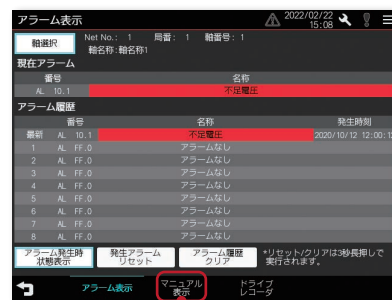 アラーム表示
2022/02/22
15:08
軸選択
Net No.: 1 局番: 1 軸番号: 1
軸名称:軸名称1
現在アラーム
番号 名称
AL 10.1 不足電圧
アラーム履歴
番号 名称 発生時刻
最新 AL 10.1 不足電圧 2020/10/12 12:00:1
1 AL FF.0 アラームなし
2 AL FF.0 アラームなし
3 AL FF.0 アラームなし
4 AL FF.0 アラームなし
5 AL FF.0 アラームなし
6 AL FF.0 アラームなし
7 AL FF.0 アラームなし
8 AL FF.0 アラームなし
アラーム発生時
状態表示
発生アラーム
リセット
アラーム履歴
クリア
*リセット/クリアは3秒長押しで
実行されます。
アラーム表示
マニュアル
表示
ドライブ
レコーダ